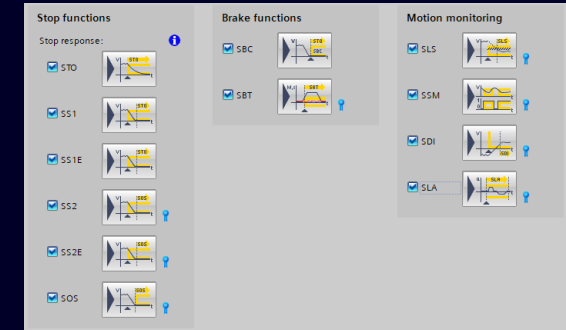 Stop functions
Stop response:
STO
STO
SS1
STO
SS1E
STO
SS2
SOS
SS2E
SOS
SOS
SOS
Brake functions
SBC
STO
SBC
SBT
SBT
Motion monitoring
SLS
SLS
SSM
SDI
SDI
SLA
SLA